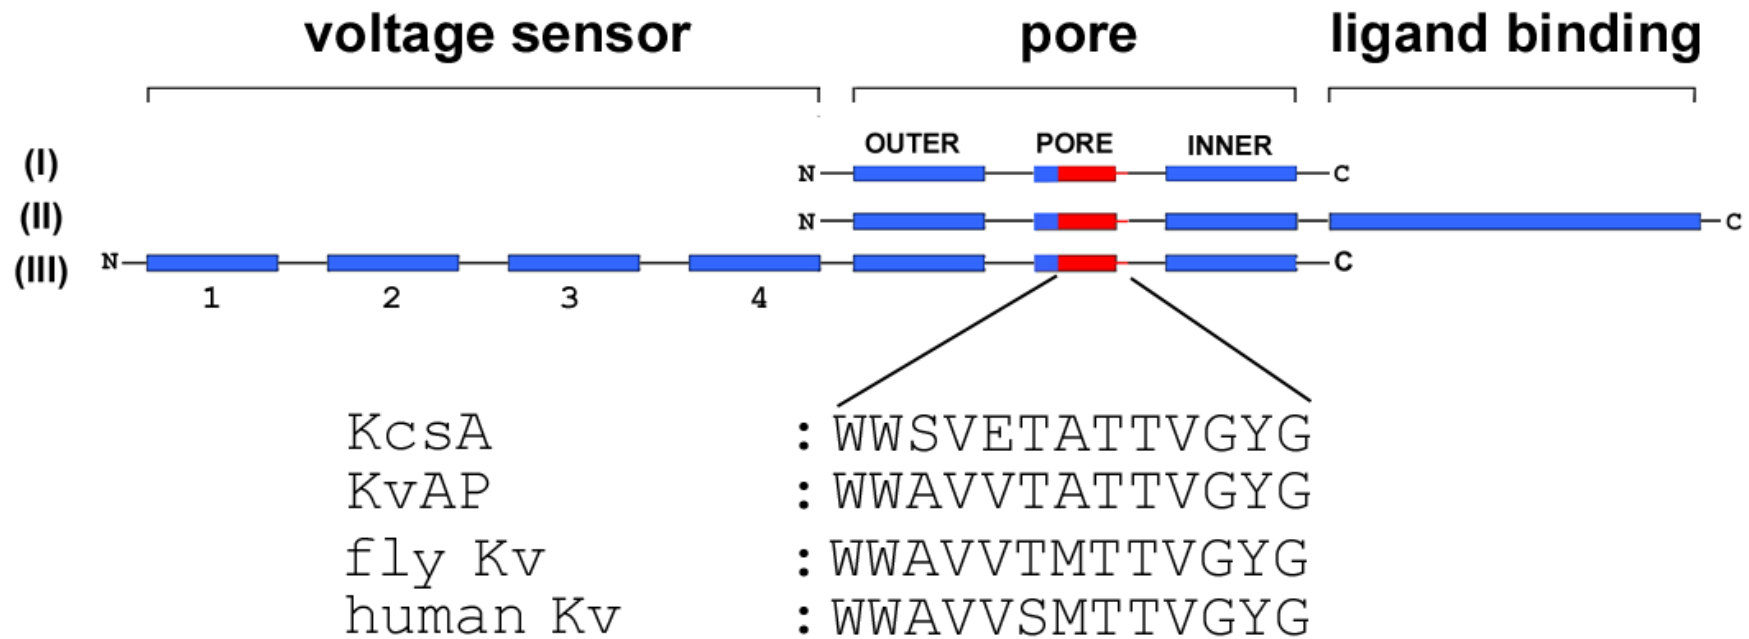 voltage sensor pore ligand binding
OUTER PORE INNER
(I) N C
(II) N C
(III) N C
1 2 3 4
KcsA : WWSVETATTVGYG
KvAP : WWAVVTATTVGYG
fly Kv : WWAVVTMTTVGYG
human Kv : WWAVVSMTTVGYG